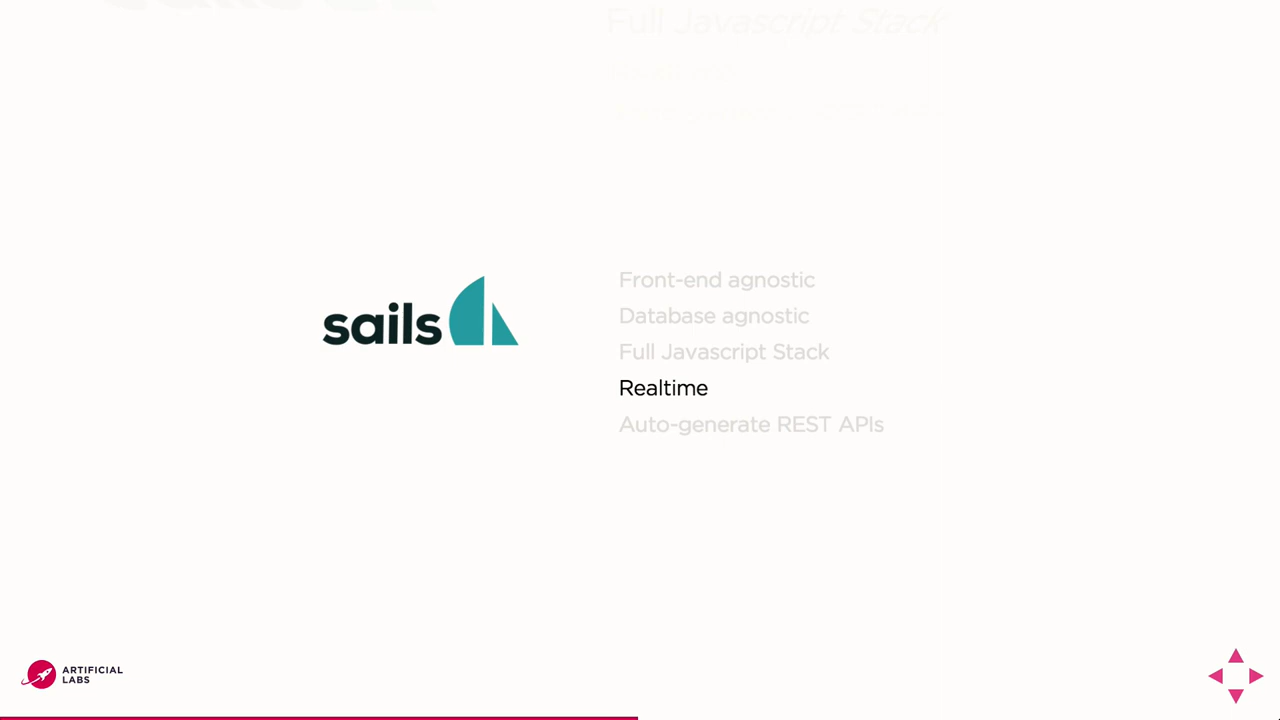 Full Javascript Stack
sails
Front-end agnostic
Database agnostic
Full Javascript Stack
Realtime
Auto-generate REST APIs
ARTIFICIAL
LABS